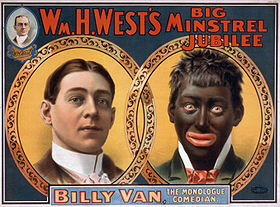 WM. H. WEST'S
BIG
MINSTREL
JUBILEE
BILLY VAN, THE MONOLOGUE
COMEDIAN.